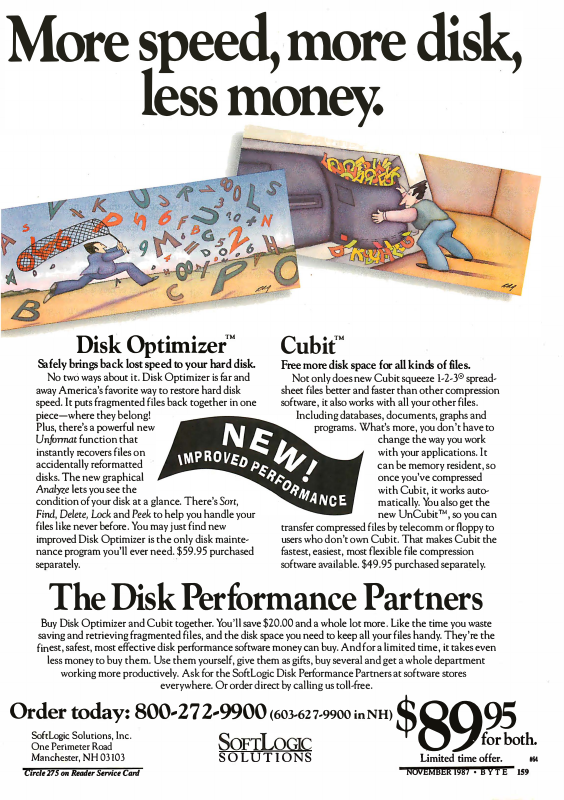 More speed, more disk,
less money.
Disk Optimizer™
Safely brings back lost speed to your hard disk.
No two ways about it. Disk Optimizer is far and
away America's favorite way to restore hard disk
speed. It puts fragmented files back together in one
piece—where they belong!
Plus, there's a powerful new
Unformat function that
instantly recovers files on
accidentally reformatted
disks. The new graphical
Analyze lets you see the
condition of your disk at a glance. There's Sort,
Find, Delete, Lock and Peek to help you handle your
files like never before. You may just find new
improved Disk Optimizer is the only disk mainte-
nance program you'll ever need. $59.95 purchased
separately.
NEW!
IMPROVED PERFORMANCE
Cubit™
Free more disk space for all kinds of files.
Not only does new Cubit squeeze 1-2-3® spread-
sheet files better and faster than other compression
software, it also works with all your other files.
Including databases, documents, graphs and
programs. What's more, you don't have to
change the way you work
with your applications. It
can be memory resident, so
once you've compressed
with Cubit, it works auto-
matically. You also get the
new UnCubit™, so you can
transfer compressed files by telecomm or floppy to
users who don't own Cubit. That makes Cubit the
fastest, easiest, most flexible file compression
software available. $49.95 purchased separately.
The Disk Performance Partners
Buy Disk Optimizer and Cubit together. You'll save $20.00 and a whole lot more. Like the time you waste
saving and retrieving fragmented files, and the disk space you need to keep all your files handy. They're the
finest, safest, most effective disk performance software money can buy. And for a limited time, it takes even
less money to buy them. Use them yourself, give them as gifts, buy several and get a whole department
working more productively. Ask for the SoftLogic Disk Performance Partners at software stores
everywhere. Or order direct by calling us toll-free.
Order today: 800-272-9900 (603-627-9900 in NH)
$89.95
for both.
Limited time offer.
SoftLogic Solutions, Inc.
One Perimeter Road
Manchester, NH 03103
SOFTLOGIC
SOLUTIONS
Circle 275 on Reader Service Card
NOVEMBER 1987 • BYTE 159